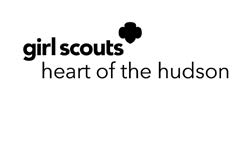 girl scouts
heart of the hudson